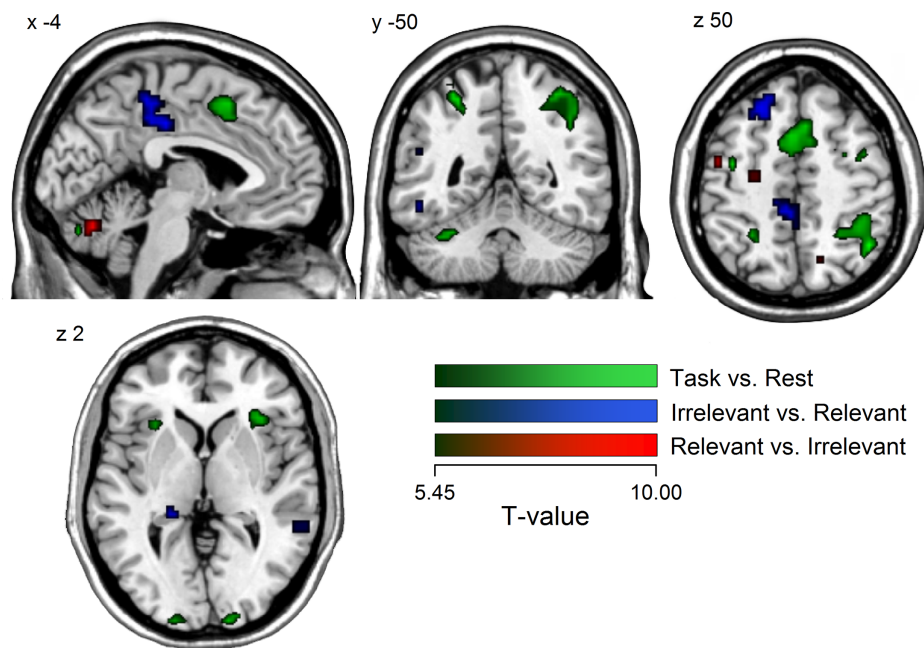 x -4
y -50
z 50
z 2
Task vs. Rest
Irrelevant vs. Relevant
Relevant vs. Irrelevant
5.45 10.00
T-value